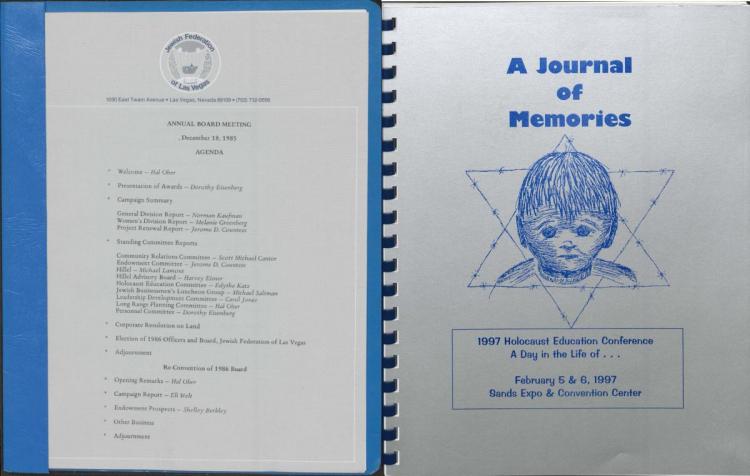 Jewish Federation
of Las Vegas
1030 East Twain Avenue • Las Vegas, Nevada 89109 • (702) 732-0556
ANNUAL BOARD MEETING
December 18, 1985
AGENDA
* Welcome – Hal Ober
* Presentation of Awards – Dorothy Eisenberg
* Campaign Summary
General Division Report – Norman Kaufman
Women's Division Report – Melanie Greenberg
Project Renewal Report – Jerome D. Countess
* Standing Committee Reports
Community Relations Committee – Scott Michael Cantor
Endowment Committee – Jerome D. Countess
Hillel – Michael Lamont
Hillel Advisory Board – Harvey
Holocaust Education Committee – Edythe Katz
Jewish Businessmen's Luncheon Group – Michael Saltman
Leadership Development Committee – Carol
Long Range Planning Committee – Hal Ober
Personnel Committee – Dorothy Eisenberg
* Corporate Resolution on Land
* Election of 1986 Officers and Board, Jewish Federation of Las Vegas
* Adjournment
Re-Convention of 1986 Board
* Opening Remarks – Hal Ober
* Campaign Report – Eli Welt
* Endowment Prospects – Shelley Berkley
* Other Business
* Adjournment
A Journal
of
Memories
1997 Holocaust Education Conference
A Day in the Life of . . .
February 5 & 6, 1997
Sands Expo & Convention Center